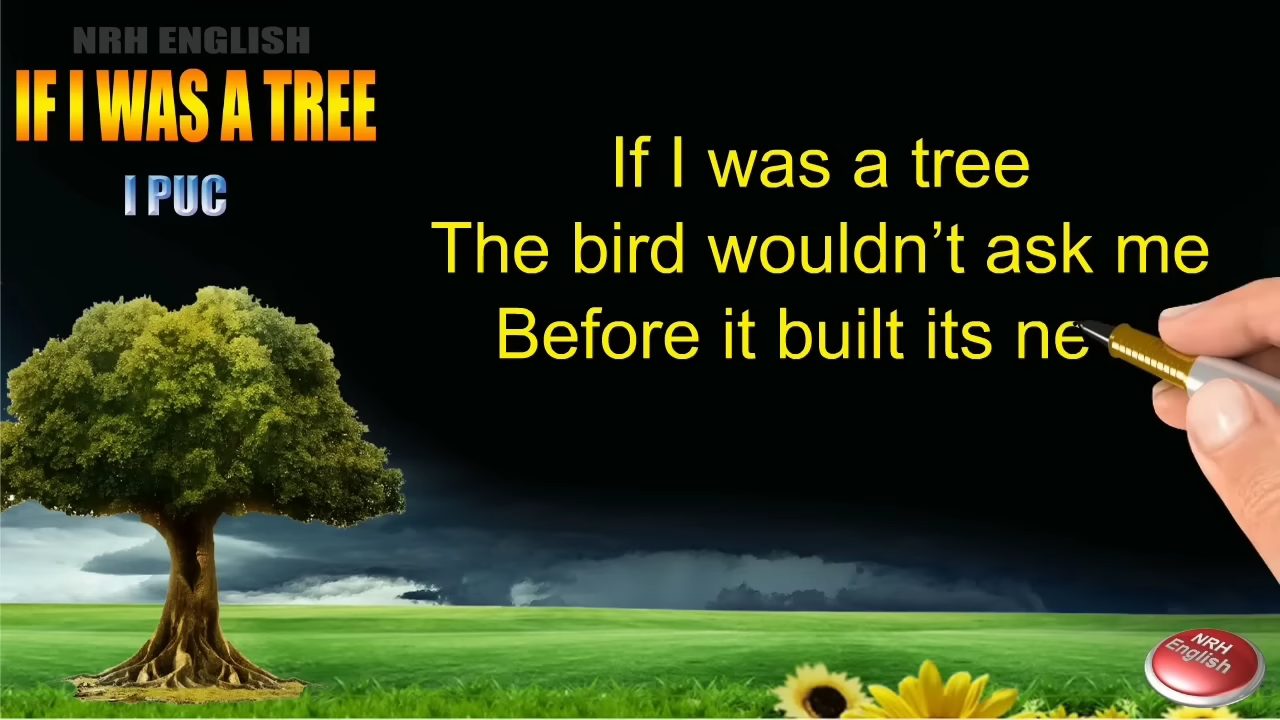 NRH ENGLISH
IF I WAS A TREE
I PUC
If I was a tree
The bird wouldn’t ask me
Before it built its ne
NRH
English